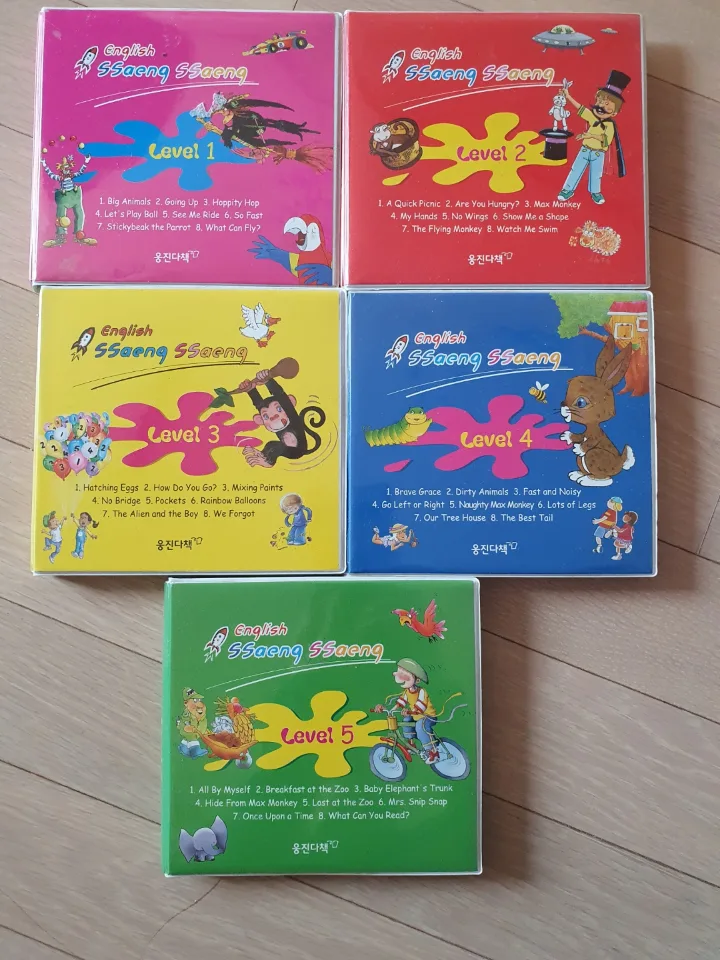 English
SSaeng SSaeng
Level 1
1. Big Animals 2. Going Up 3. Hoppity Hop
4. Let's Play Ball 5. See Me Ride 6. So Fast
7. Stickybeak the Parrot 8. What Can Fly?
웅진다책
English
SSaeng SSaeng
Level 2
1. A Quick Picnic 2. Are You Hungry? 3. Max Monkey
4. My Hands 5. No Wings 6. Show Me a Shape
7. The Flying Monkey 8. Watch Me Swim
웅진다책
English
SSaeng SSaeng
Level 3
1. Hatching Eggs 2. How Do You Go? 3. Mixing Paints
4. No Bridge 5. Pockets 6. Rainbow Balloons
7. The Alien and the Boy 8. We Forgot
웅진다책
English
SSaeng SSaeng
Level 4
1. Brave Grace 2. Dirty Animals 3. Fast and Noisy
4. Go Left or Right 5. Naughty Max Monkey 6. Lots of Legs
7. Our Tree House 8. The Best Tail
웅진다책
English
SSaeng SSaeng
Level 5
1. All By Myself 2. Breakfast at the Zoo 3. Baby Elephant's Trunk
4. Hide From Max Monkey 5. Lost at the Zoo 6. Mrs. Snip Snap
7. Once Upon a Time 8. What Can You Read?
웅진다책